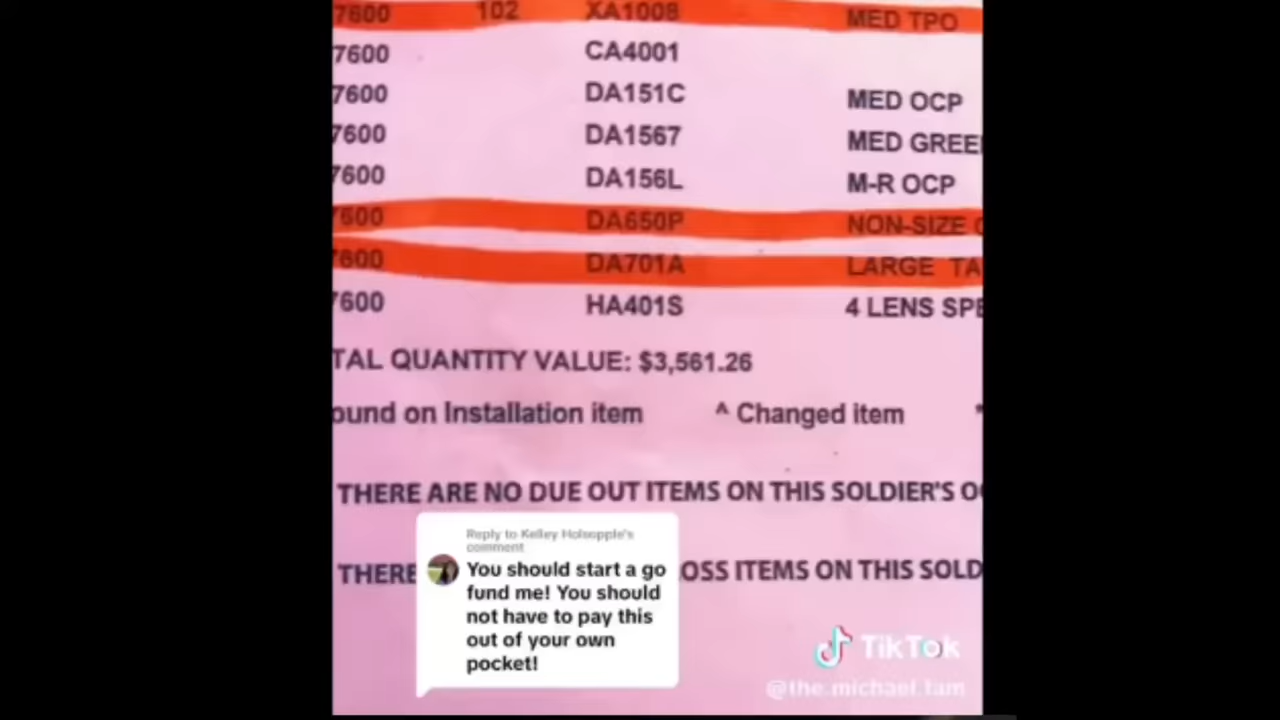 7600 102 XA1008 MED TPO
7600 CA4001
7600 DA151C MED OCP
7600 DA1567 MED GREE
7600 DA156L M-R OCP
7600 DA650P NON-SIZE
7600 DA701A LARGE TA
7600 HA401S 4 LENS SPE
TAL QUANTITY VALUE: $3,561.26
ound on Installation item ^ Changed item *
THERE ARE NO DUE OUT ITEMS ON THIS SOLDIER'S O
THERE OSS ITEMS ON THIS SOLD
Reply to Kelley Holsopple's
comment
You should start a go
fund me! You should
not have to pay this
out of your own
pocket!
TikTok
@the.michael.fam